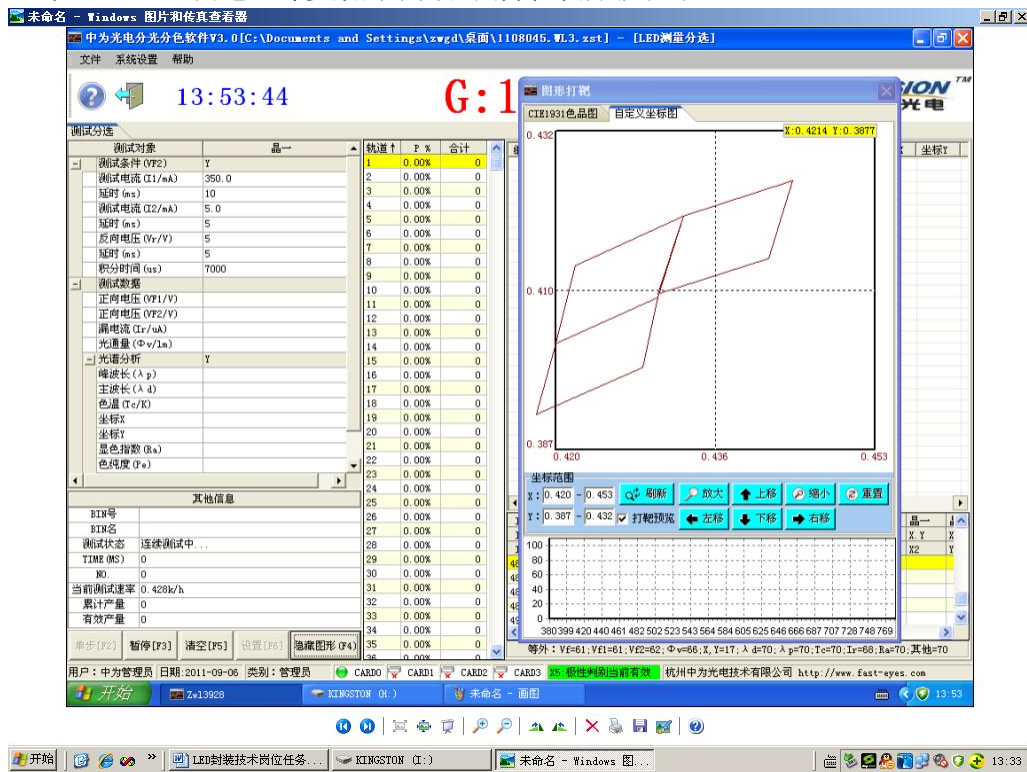 未命名 - Windows 图片和传真查看器
中为光电分光分色软件V3.0[C:\Documents and Settings\zwgd\桌面\1108045.WL3.zst] - [LED测量分选]
文件 系统设置 帮助
13:53:44
G:1
ION TM
光电
测试分选
测试对象 晶一
测试条件(VF2) Y
测试电流(I1/mA) 350.0
延时(ms) 10
测试电流(I2/mA) 5.0
延时(ms) 5
反向电压(Vr/V) 5
延时(ms) 5
积分时间(us) 7000
测试数据
正向电压(VF1/V)
正向电压(VF2/V)
漏电流(Ir/uA)
光通量(Φv/lm)
光谱分析 Y
峰波长(λp)
主波长(λd)
色温(Tc/K)
坐标X
坐标Y
显色指数(Ra)
色纯度(Pe)
其他信息
BIN号
BIN名
测试状态 连续测试中...
TIME(MS) 0
NO. 0
当前测试速率 0.428k/h
累计产量 0
有效产量 0
单步[F2] 暂停[F3] 清空[F5] 设置[F6] 隐藏图形(F4)
轨道↑ P % 合计
1 0.00% 0
2 0.00% 0
3 0.00% 0
4 0.00% 0
5 0.00% 0
6 0.00% 0
7 0.00% 0
8 0.00% 0
9 0.00% 0
10 0.00% 0
11 0.00% 0
12 0.00% 0
13 0.00% 0
14 0.00% 0
15 0.00% 0
16 0.00% 0
17 0.00% 0
18 0.00% 0
19 0.00% 0
20 0.00% 0
21 0.00% 0
22 0.00% 0
23 0.00% 0
24 0.00% 0
25 0.00% 0
26 0.00% 0
27 0.00% 0
28 0.00% 0
29 0.00% 0
30 0.00% 0
31 0.00% 0
32 0.00% 0
33 0.00% 0
34 0.00% 0
35 0.00% 0
36 0.00% 0
图形打靶
CIE1931色品图 自定义坐标图
X:0.4214 Y:0.3877
0.432
0.410
0.387
0.420 0.436 0.453
坐标范围
X: 0.420 - 0.453 刷新 放大 上移 缩小 重置
Y: 0.387 - 0.432 打靶预览 左移 下移 右移
100
80
60
40
20
0
380 399 420 440 461 482 502 523 543 564 584 605 625 646 666 687 707 728 748 769
坐标Y
晶一
X.Y X
X2 Y
等外: Vf=61;Vf1=61;Vf2=62;Φv=66;X,Y=17;λd=70;λp=70;Tc=70;Ir=68;Ra=70;其他=70
用户:中为管理员 日期:2011-09-06 类别:管理员 CARD0 CARD1 CARD2 CARD3 X5.极性判别当前有效 杭州中为光电技术有限公司 http://www.fast-eyes.com
开始 Zwl3928 KINGSTON (H:) 未命名 - 画图 13:53
开始 LED封装技术岗位任务... KINGSTON (I:) 未命名 - Windows 图... 13:33